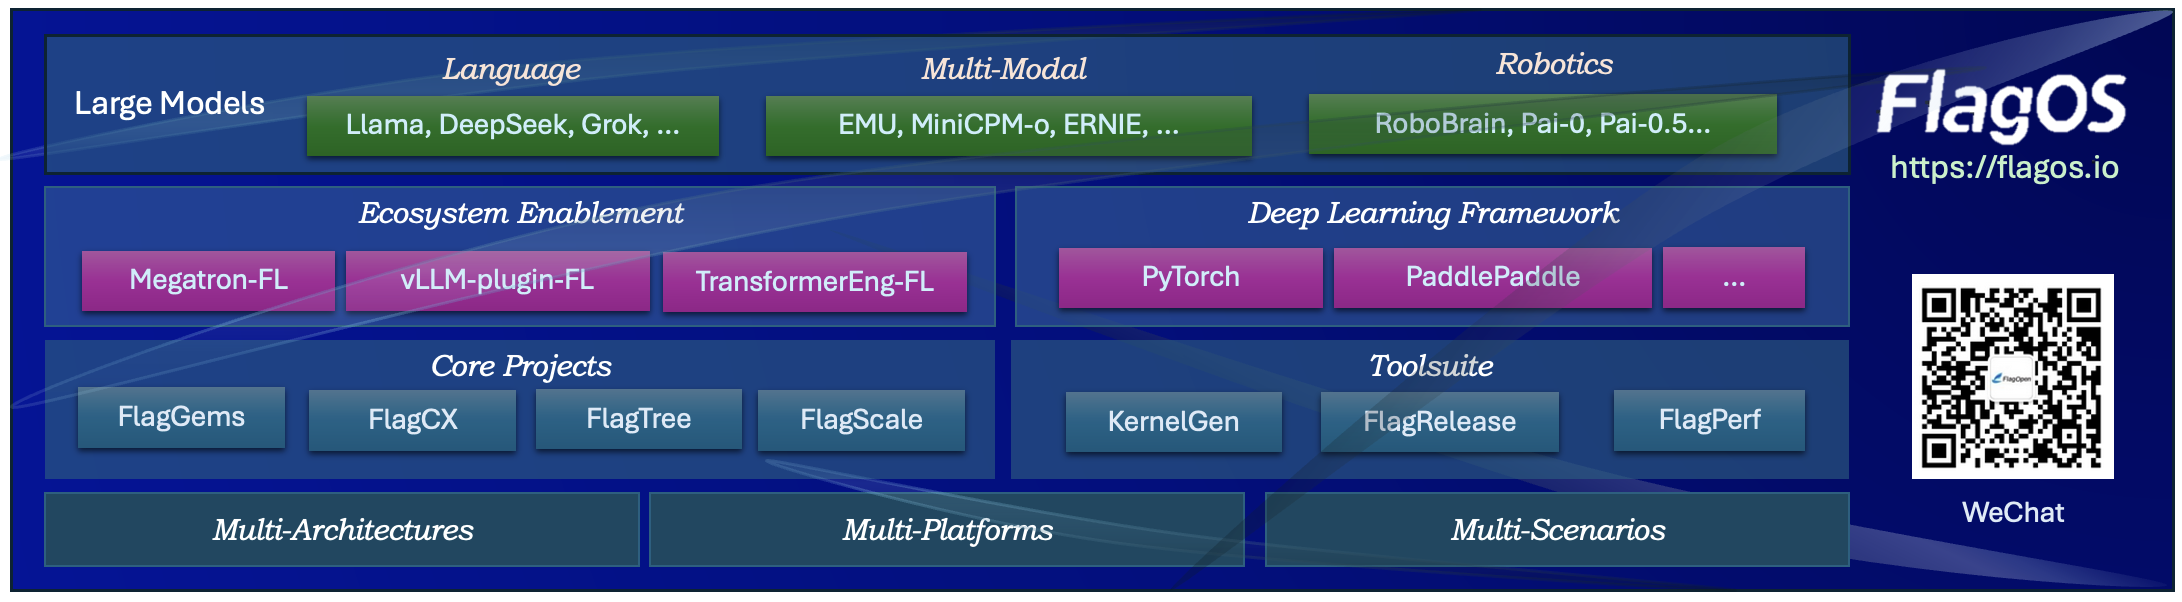 Language
Multi-Modal
Robotics
Large Models
Llama, DeepSeek, Grok, ...
EMU, MiniCPM-o, ERNIE, ...
RoboBrain, Pai-0, Pai-0.5...
FlagOS
https://flagos.io
Ecosystem Enablement
Megatron-FL
vLLM-plugin-FL
TransformerEng-FL
Deep Learning Framework
PyTorch
PaddlePaddle
...
Core Projects
FlagGems
FlagCX
FlagTree
FlagScale
Toolsuite
KernelGen
FlagRelease
FlagPerf
FlagOpen
WeChat
Multi-Architectures
Multi-Platforms
Multi-Scenarios